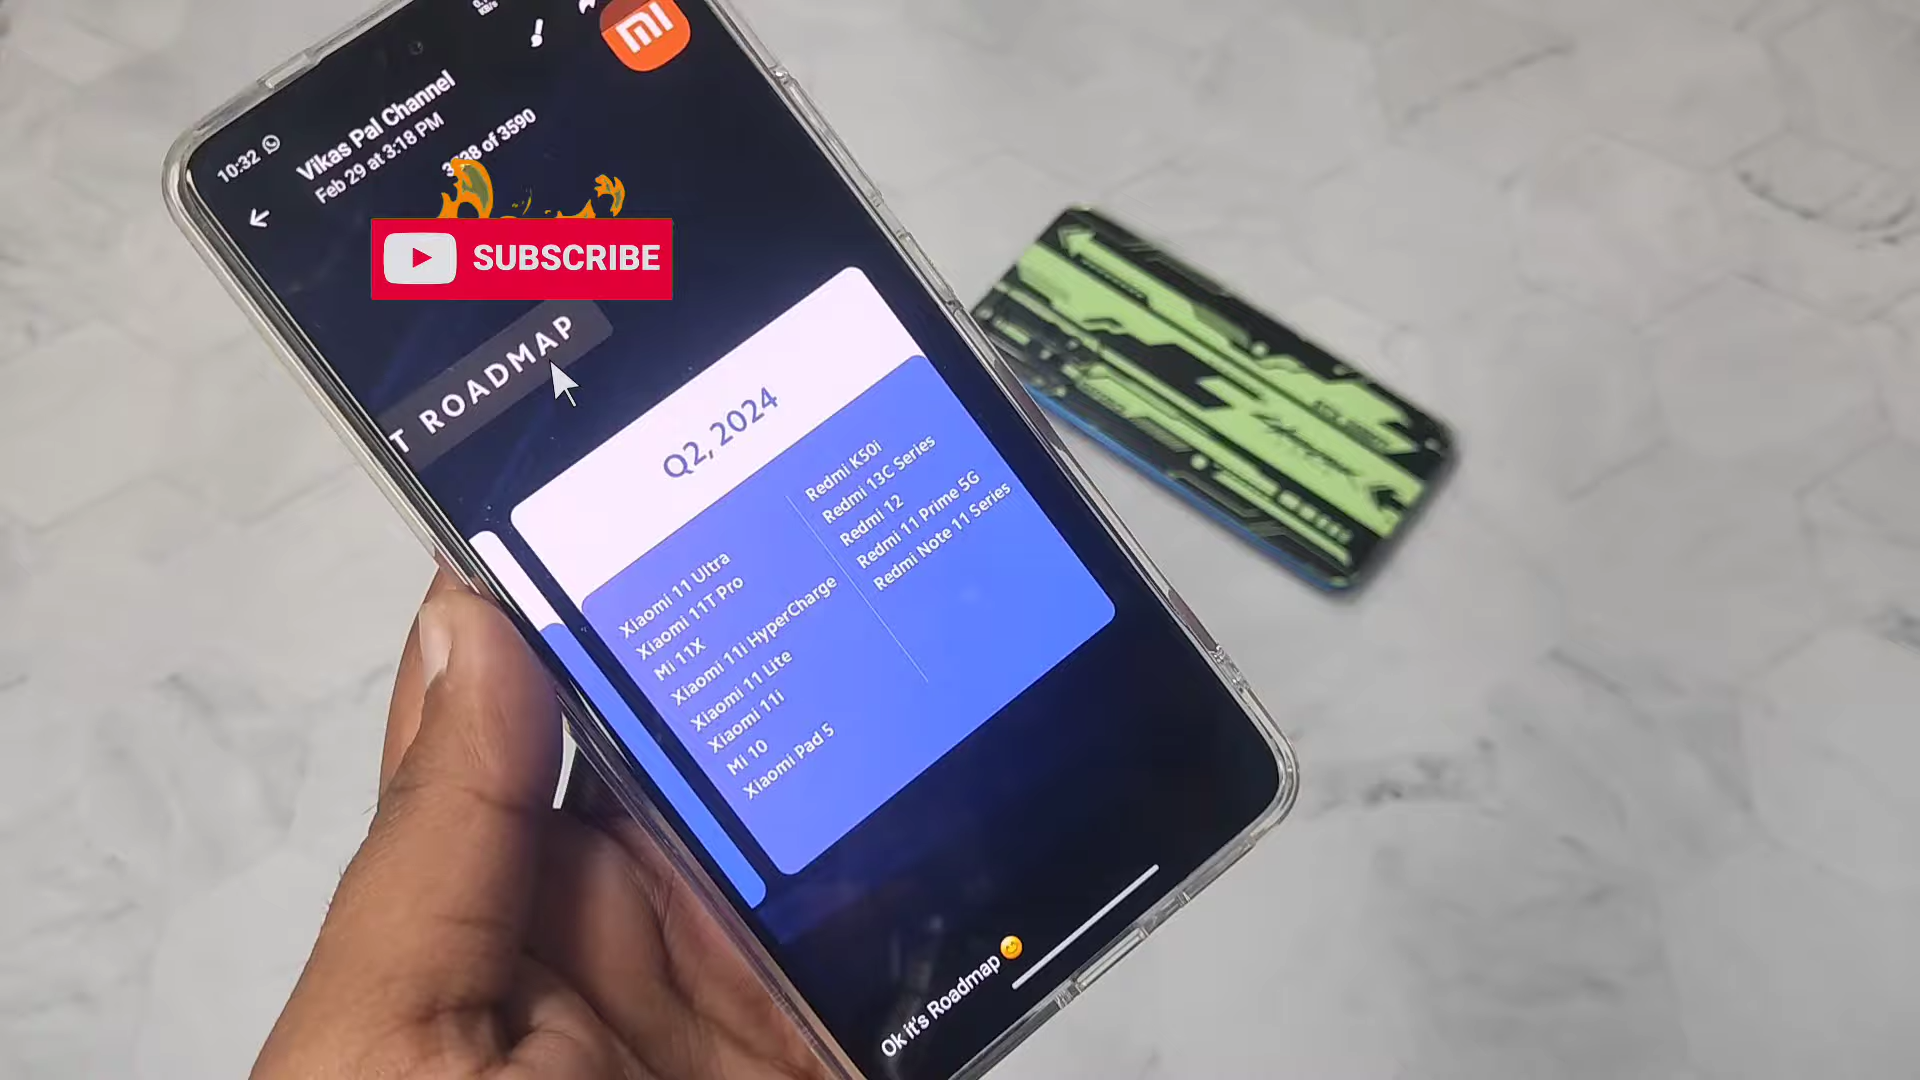 10:32
Vikas Pal Channel
Feb 29 at 3:18 PM
of 3590
SUBSCRIBE
T ROADMAP
Q2, 2024
Xiaomi 11 Ultra
Xiaomi 11T Pro
Mi 11X
Xiaomi 11i HyperCharge
Xiaomi 11 Lite
Xiaomi 11i
Mi 10
Xiaomi Pad 5
Redmi K50i
Redmi 13C Series
Redmi 12
Redmi 11 Prime 5G
Redmi Note 11 Series
Ok it's Roadmap😊